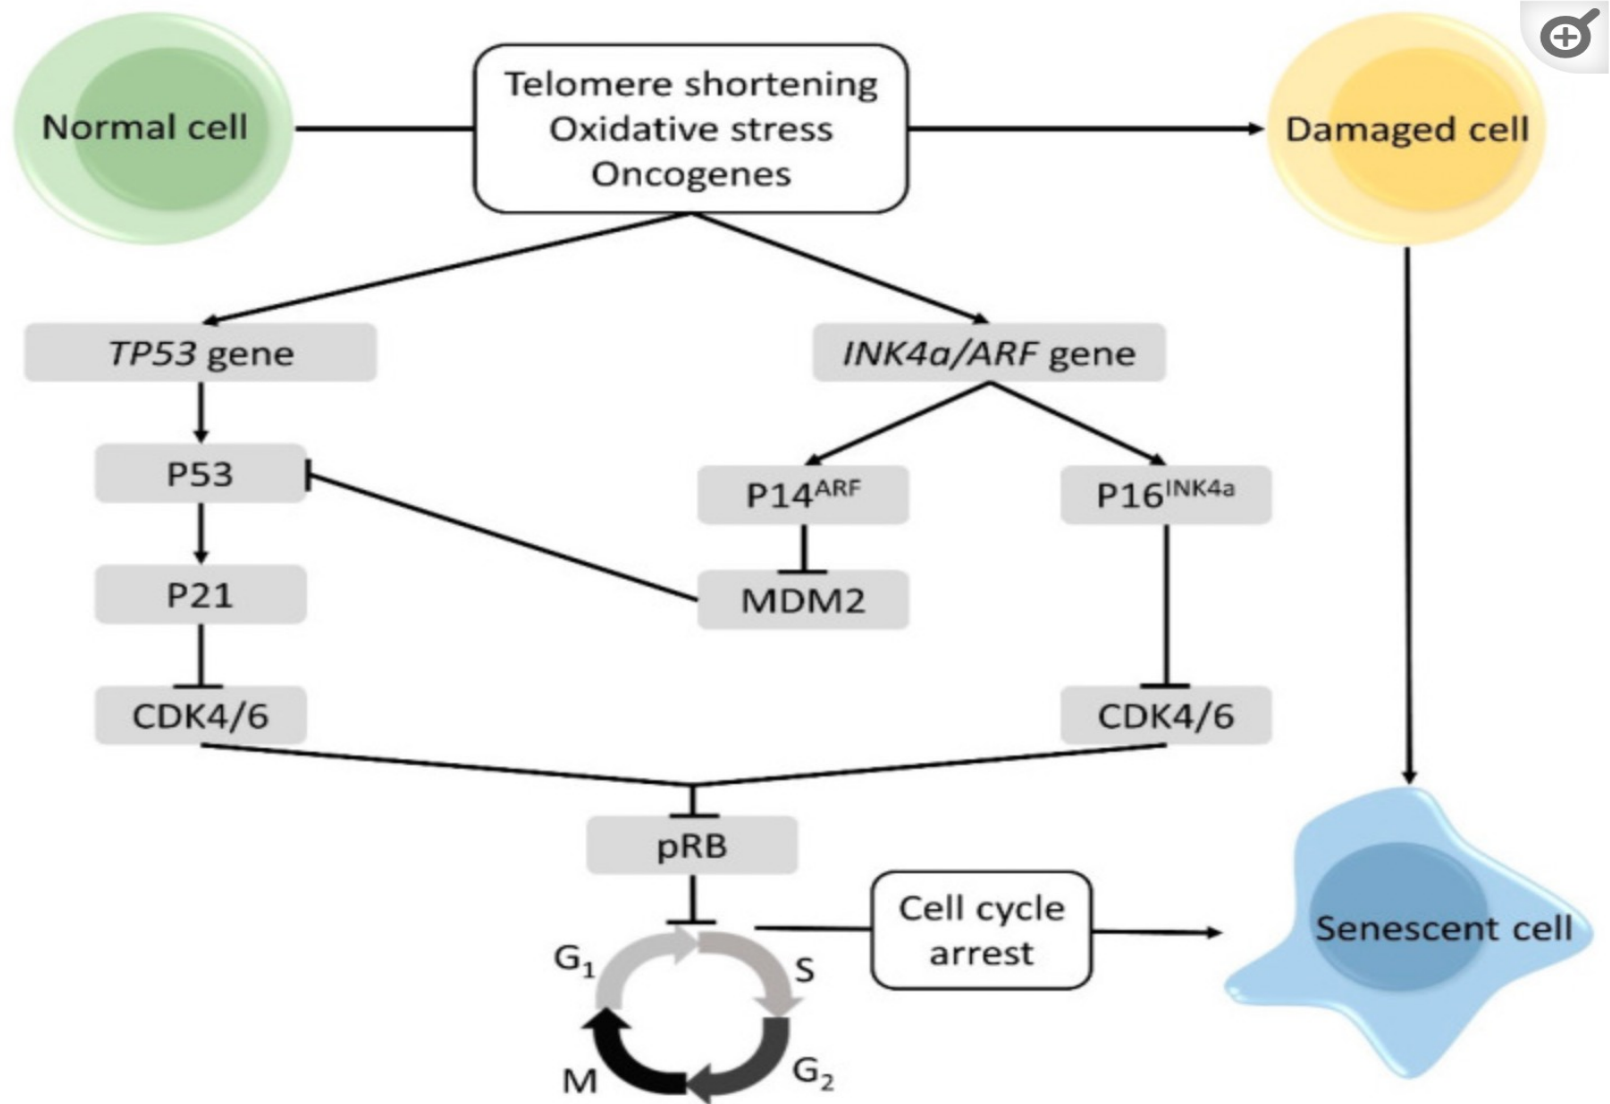 Normal cell
Telomere shortening
Oxidative stress
Oncogenes
Damaged cell
TP53 gene
INK4a/ARF gene
P53
P14ᴬᴿᶠ
P16ᴵᴺᴷ⁴ᵃ
P21
MDM2
CDK4/6
CDK4/6
pRB
Cell cycle
arrest
Senescent cell
G₁
S
M
G₂